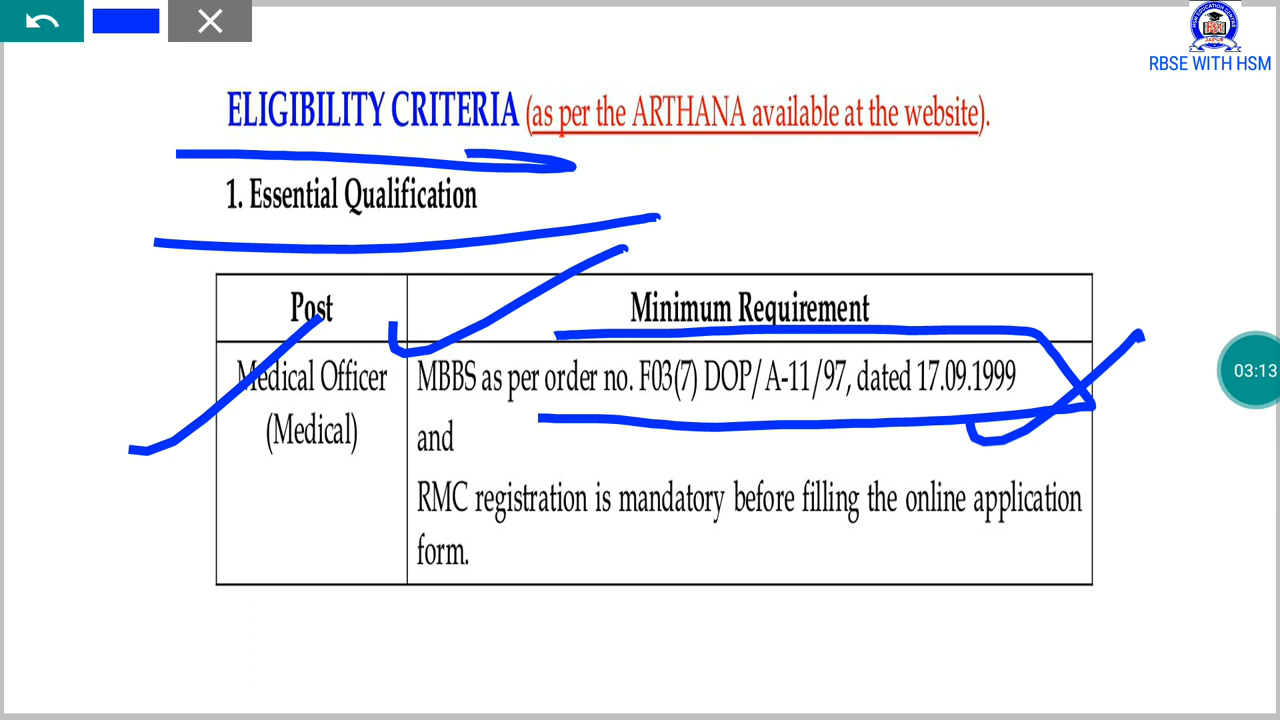 RBSE WITH HSM
ELIGIBILITY CRITERIA (as per the ARTHANA available at the website).
1. Essential Qualification
Post
Minimum Requirement
Medical Officer
(Medical)
MBBS as per order no. F03(7) DOP/A-11/97, dated 17.09.1999
and
RMC registration is mandatory before filling the online application
form.
03:13